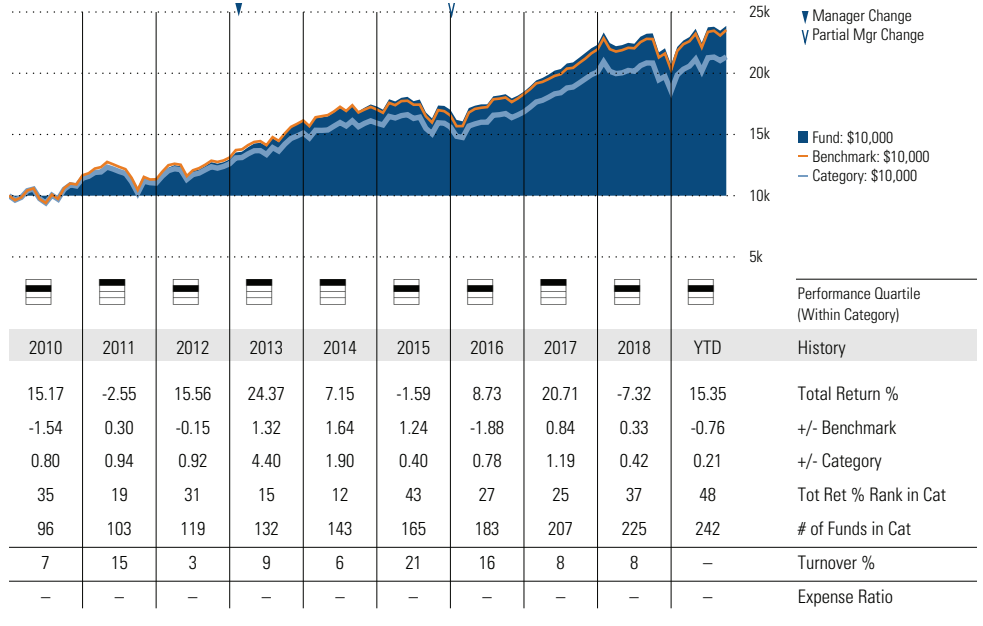 25k
▼ Manager Change
∨ Partial Mgr Change
20k
15k
Fund: $10,000
Benchmark: $10,000
Category: $10,000
10k
5k
Performance Quartile
(Within Category)
2010 2011 2012 2013 2014 2015 2016 2017 2018 YTD History
15.17 -2.55 15.56 24.37 7.15 -1.59 8.73 20.71 -7.32 15.35 Total Return %
-1.54 0.30 -0.15 1.32 1.64 1.24 -1.88 0.84 0.33 -0.76 +/- Benchmark
0.80 0.94 0.92 4.40 1.90 0.40 0.78 1.19 0.42 0.21 +/- Category
35 19 31 15 12 43 27 25 37 48 Tot Ret % Rank in Cat
96 103 119 132 143 165 183 207 225 242 # of Funds in Cat
7 15 3 9 6 21 16 8 8 – Turnover %
– – – – – – – – – – Expense Ratio